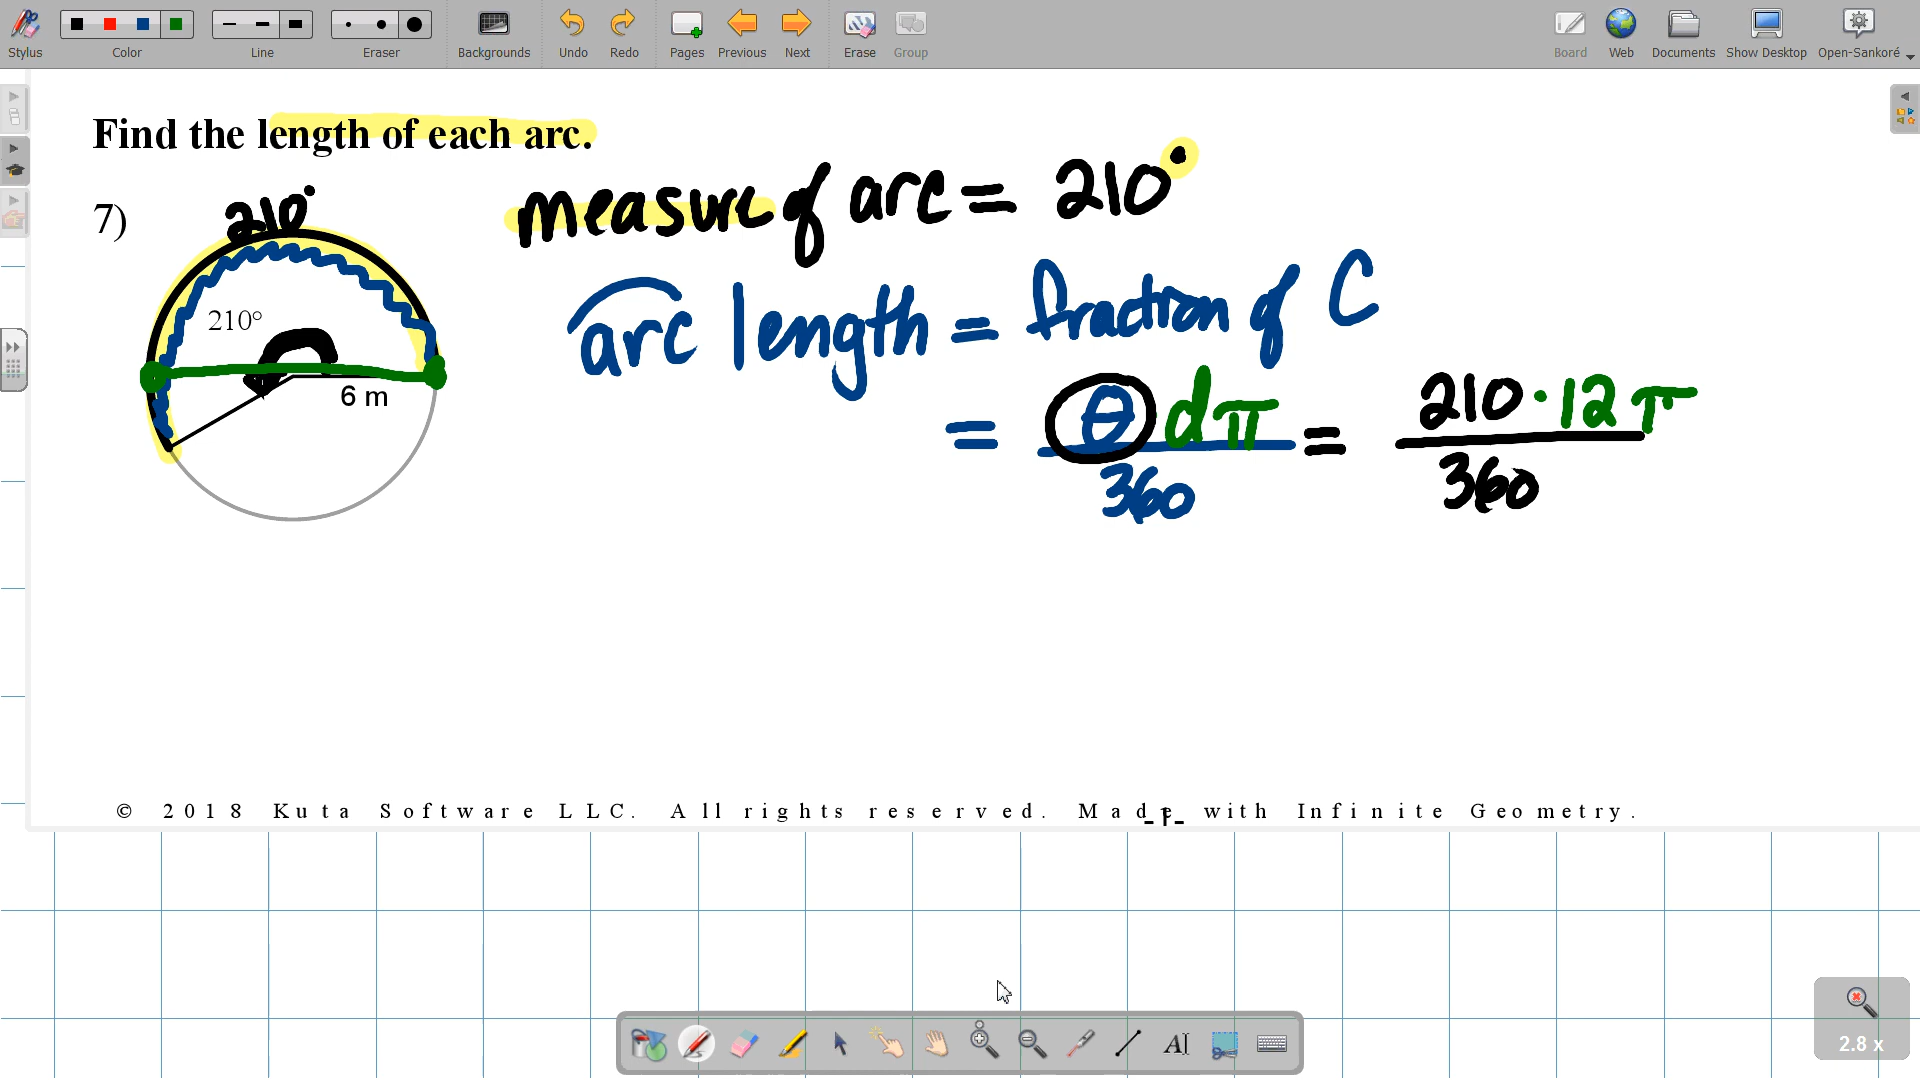 Stylus
Color
Line
Eraser
Backgrounds
Undo
Redo
Pages
Previous
Next
Erase
Group
Board
Web
Documents
Show Desktop
Open-Sankoré
Find the length of each arc.
7)
210°
210°
6 m
measure of arc = 210°
arc length = fraction of C
= θdπ/360 = 210·12π/360
© 2018 Kuta Software LLC. All rights reserved. Made with Infinite Geometry.
-1-
2.8 x